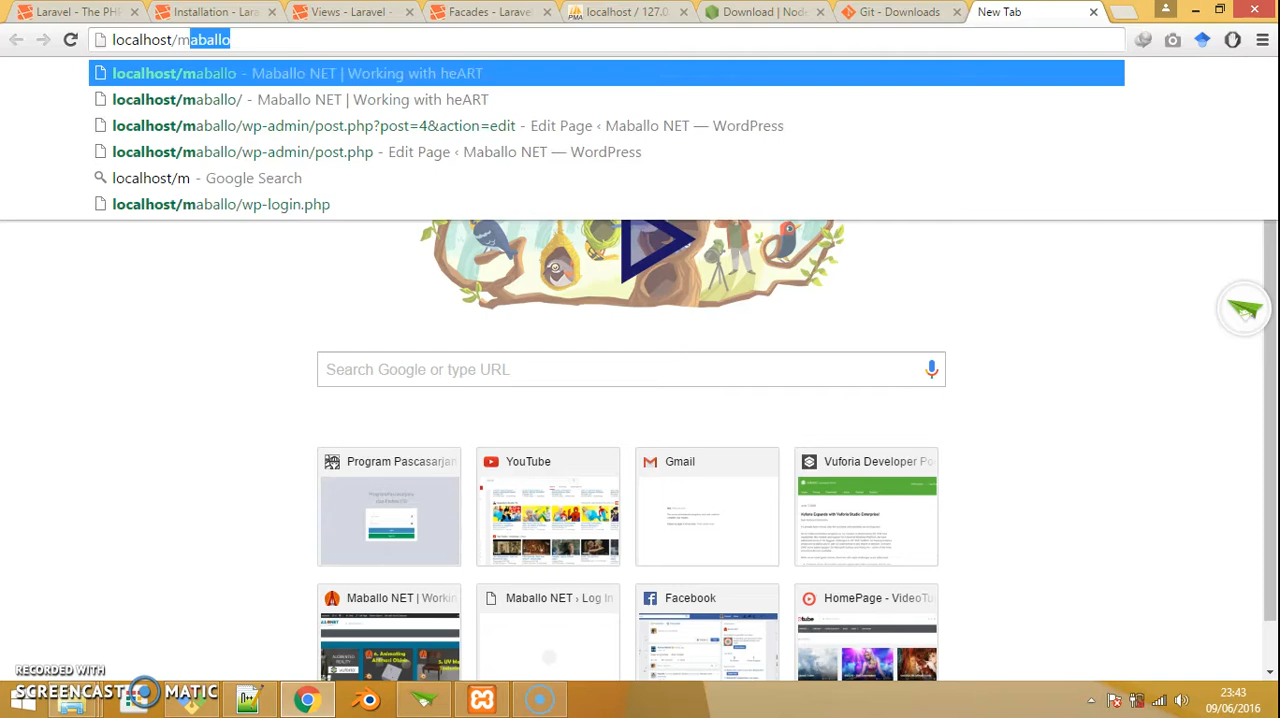 Laravel - The PH
Installation - Lara
Views - Laravel -
Facades - Laravel
localhost / 127.0
Download | Node
Git - Downloads
New Tab
localhost/maballo
localhost/maballo - Maballo NET | Working with heART
localhost/maballo/ - Maballo NET | Working with heART
localhost/maballo/wp-admin/post.php?post=4&action=edit - Edit Page ‹ Maballo NET — WordPress
localhost/maballo/wp-admin/post.php - Edit Page ‹ Maballo NET — WordPress
localhost/m - Google Search
localhost/maballo/wp-login.php
Search Google or type URL
Program Pascasarjan
YouTube
Gmail
Vuforia Developer Po
Maballo NET | Workin
Maballo NET › Log In
Facebook
HomePage - VideoTu
RECORDED WITH
SCREENCAST MATIC
23:43
09/06/2016